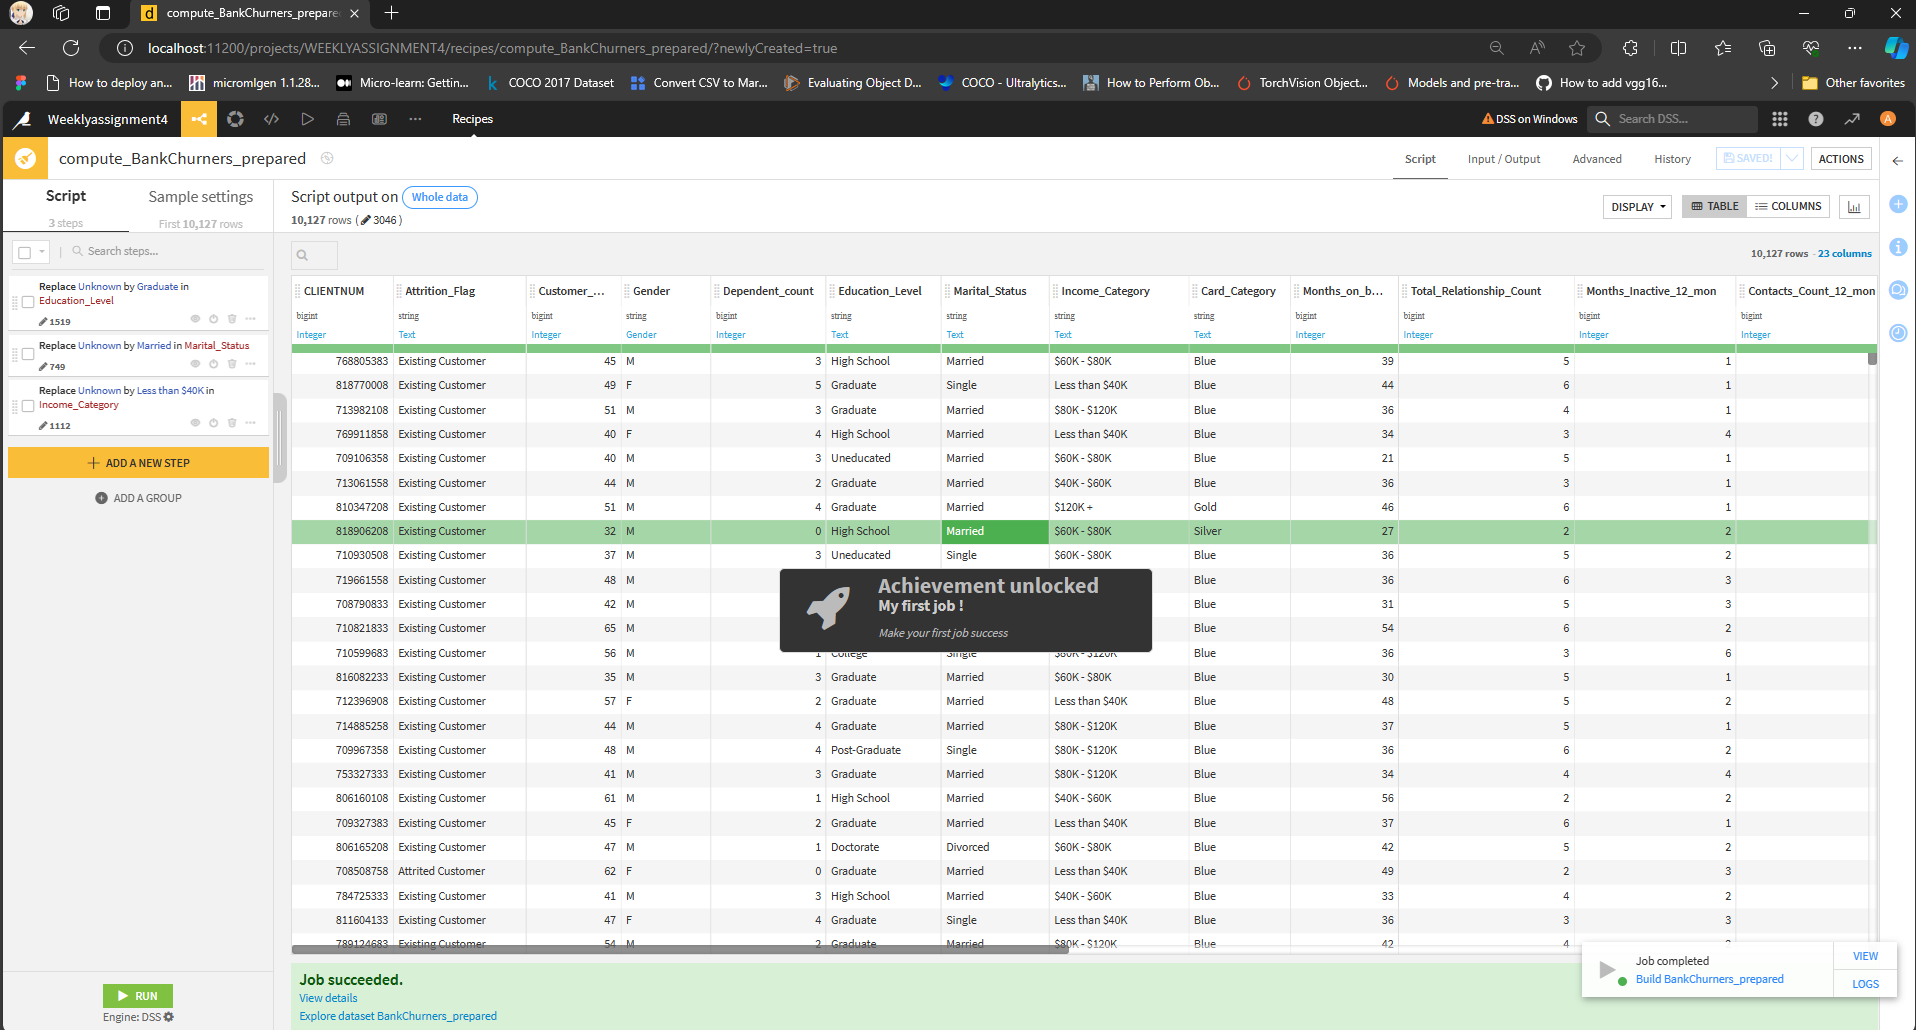 compute_BankChurners_prepare
localhost:11200/projects/WEEKLYASSIGNMENT4/recipes/compute_BankChurners_prepared/?newlyCreated=true
How to deploy an... micromlgen 1.1.28... Micro-learn: Getting... COCO 2017 Dataset Convert CSV to Mar... Evaluating Object D... COCO - Ultralytics... How to Perform Ob... TorchVision Object... Models and pre-tra... How to add vgg16... Other favorites
Weeklyassignment4 Recipes DSS on Windows Search DSS... A
compute_BankChurners_prepared Script Input / Output Advanced History SAVED! ACTIONS
Script Sample settings
3 steps First 10,127 rows
Search steps...
Replace Unknown by Graduate in
Education_Level
1519
Replace Unknown by Married in Marital_Status
749
Replace Unknown by Less than $40K in
Income_Category
1112
+ ADD A NEW STEP
ADD A GROUP
RUN
Engine: DSS
Script output on Whole data
10,127 rows ( 3046 )
DISPLAY TABLE COLUMNS
10,127 rows - 23 columns
CLIENTNUM Attrition_Flag Customer_... Gender Dependent_count Education_Level Marital_Status Income_Category Card_Category Months_on_b... Total_Relationship_Count Months_Inactive_12_mon Contacts_Count_12_mon
bigint string bigint string bigint string string string string bigint bigint bigint bigint
Integer Text Integer Gender Integer Text Text Text Text Integer Integer Integer Integer
768805383 Existing Customer 45 M 3 High School Married $60K - $80K Blue 39 5 1
818770008 Existing Customer 49 F 5 Graduate Single Less than $40K Blue 44 6 1
713982108 Existing Customer 51 M 3 Graduate Married $80K - $120K Blue 36 4 1
769911858 Existing Customer 40 F 4 High School Married Less than $40K Blue 34 3 4
709106358 Existing Customer 40 M 3 Uneducated Married $60K - $80K Blue 21 5 1
713061558 Existing Customer 44 M 2 Graduate Married $40K - $60K Blue 36 3 1
810347208 Existing Customer 51 M 4 Graduate Married $120K + Gold 46 6 1
818906208 Existing Customer 32 M 0 High School Married $60K - $80K Silver 27 2 2
710930508 Existing Customer 37 M 3 Uneducated Single $60K - $80K Blue 36 5 2
719661558 Existing Customer 48 M Blue 36 6 3
708790833 Existing Customer 42 M Blue 31 5 3
710821833 Existing Customer 65 M Blue 54 6 2
710599683 Existing Customer 56 M 1 College Single $80K - $120K Blue 36 3 6
816082233 Existing Customer 35 M 3 Graduate Married $60K - $80K Blue 30 5 1
712396908 Existing Customer 57 F 2 Graduate Married Less than $40K Blue 48 5 2
714885258 Existing Customer 44 M 4 Graduate Married $80K - $120K Blue 37 5 1
709967358 Existing Customer 48 M 4 Post-Graduate Single $80K - $120K Blue 36 6 2
753327333 Existing Customer 41 M 3 Graduate Married $80K - $120K Blue 34 4 4
806160108 Existing Customer 61 M 1 High School Married $40K - $60K Blue 56 2 2
709327383 Existing Customer 45 F 2 Graduate Married Less than $40K Blue 37 6 1
806165208 Existing Customer 47 M 1 Doctorate Divorced $60K - $80K Blue 42 5 2
708508758 Attrited Customer 62 F 0 Graduate Married Less than $40K Blue 49 2 3
784725333 Existing Customer 41 M 3 High School Married $40K - $60K Blue 33 4 2
811604133 Existing Customer 47 F 4 Graduate Single Less than $40K Blue 36 3 3
789124683 Existing Customer 54 M 2 Graduate Married $80K - $120K Blue 42 4
Achievement unlocked
My first job !
Make your first job success
Job succeeded.
View details
Explore dataset BankChurners_prepared
Job completed
Build BankChurners_prepared
VIEW
LOGS